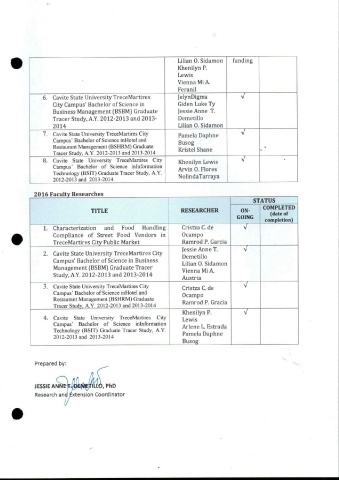 Lilian O. Sidamon funding
Khenilyn P.
Lewis
Vienna Mi A.
Feranil
6. Cavite State University TreceMartires JelynDigma √
City Campus' Bachelor of Science in Giden Luke Ty
Business Management (BSBM) Graduate Jessie Anne T.
Tracer Study, A.Y. 2012-2013 and 2013- Demetillo
2014 Lilian O. Sidamon
7. Cavite State University TreceMartires City √
Campus' Bachelor of Science inHotel and Pamela Daphne
Restaurant Management (BSHRM) Graduate Busog
Tracer Study, A.Y. 2012-2013 and 2013-2014 Kristel Shane
8. Cavite State University TreceMartires City Khenilyn Lewis √
Campus' Bachelor of Science inInformation Arvin O. Flores
Technology (BSIT) Graduate Tracer Study, A.Y. NolindaTarraya
2012-2013 and 2013-2014
2016 Faculty Researches
STATUS
TITLE RESEARCHER ON-GOING COMPLETED
(date of
completion)
1. Characterization and Food Handling Cristna C. de √
Compliance of Street Food Vendors in Ocampo
TreceMartires City Public Market Ramrod P. Garcia
2. Cavite State University TreceMartires City Jessie Anne T. √
Campus' Bachelor of Science in Business Demetillo
Management (BSBM) Graduate Tracer Lilian O. Sidamon
Study, A.Y. 2012-2013 and 2013-2014 Vienna Mi A.
Austria
3. Cavite State University TreceMartires City Cristza C. de √
Campus' Bachelor of Science inHotel and Ocampo
Restaurant Management (BSHRM) Graduate Ramrod P. Gracia
Tracer Study, A.Y. 2012-2013 and 2013-2014
4. Cavite State University TreceMartires City Khenilyn P. √
Campus' Bachelor of Science inInformation Lewis
Technology (BSIT) Graduate Tracer Study, A.Y. Arlene L. Estrada
2012-2013 and 2013-2014 Pamela Daphne
Busog
Prepared by:
JESSIE ANNE T. DEMETILLO, PhD
Research and Extension Coordinator